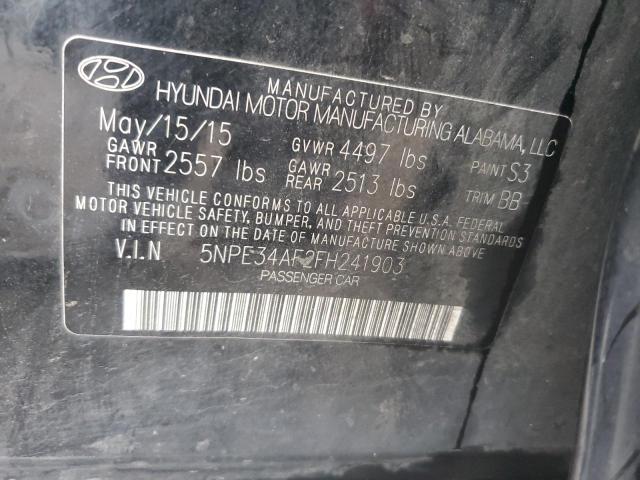 MANUFACTURED BY
HYUNDAI MOTOR MANUFACTURING ALABAMA, LLC
May/15/15 GVWR 4497 lbs PAINT S3
GAWR FRONT 2557 lbs GAWR REAR 2513 lbs TRIM BB
THIS VEHICLE CONFORMS TO ALL APPLICABLE U.S.A. FEDERAL
MOTOR VEHICLE SAFETY, BUMPER, AND THEFT PREVENTION STANDARDS
IN EFFECT ON THE DATE OF MANUFACTURE SHOWN ABOVE
V.I.N 5NPE34AF2FH241903
PASSENGER CAR